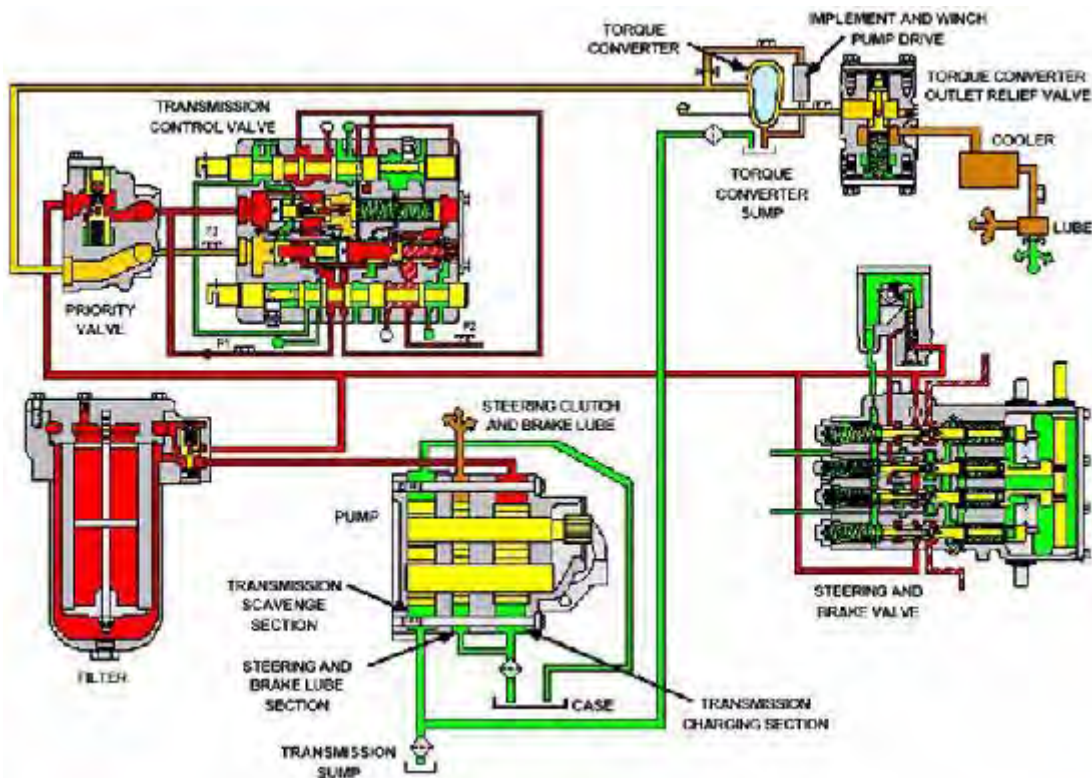 IMPLEMENT AND WINCH
PUMP DRIVE
TORQUE
CONVERTER
TORQUE CONVERTER
OUTLET RELIEF VALVE
TRANSMISSION
CONTROL VALVE
COOLER
TORQUE
CONVERTER
SUMP
LUBE
P3
PRIORITY
VALVE
P1
P2
STEERING CLUTCH
AND BRAKE LUBE
PUMP
TRANSMISSION
SCAVENGE
SECTION
STEERING AND
BRAKE VALVE
FILTER
STEERING AND
BRAKE LUBE
SECTION
CASE
TRANSMISSION
CHARGING SECTION
TRANSMISSION
SUMP